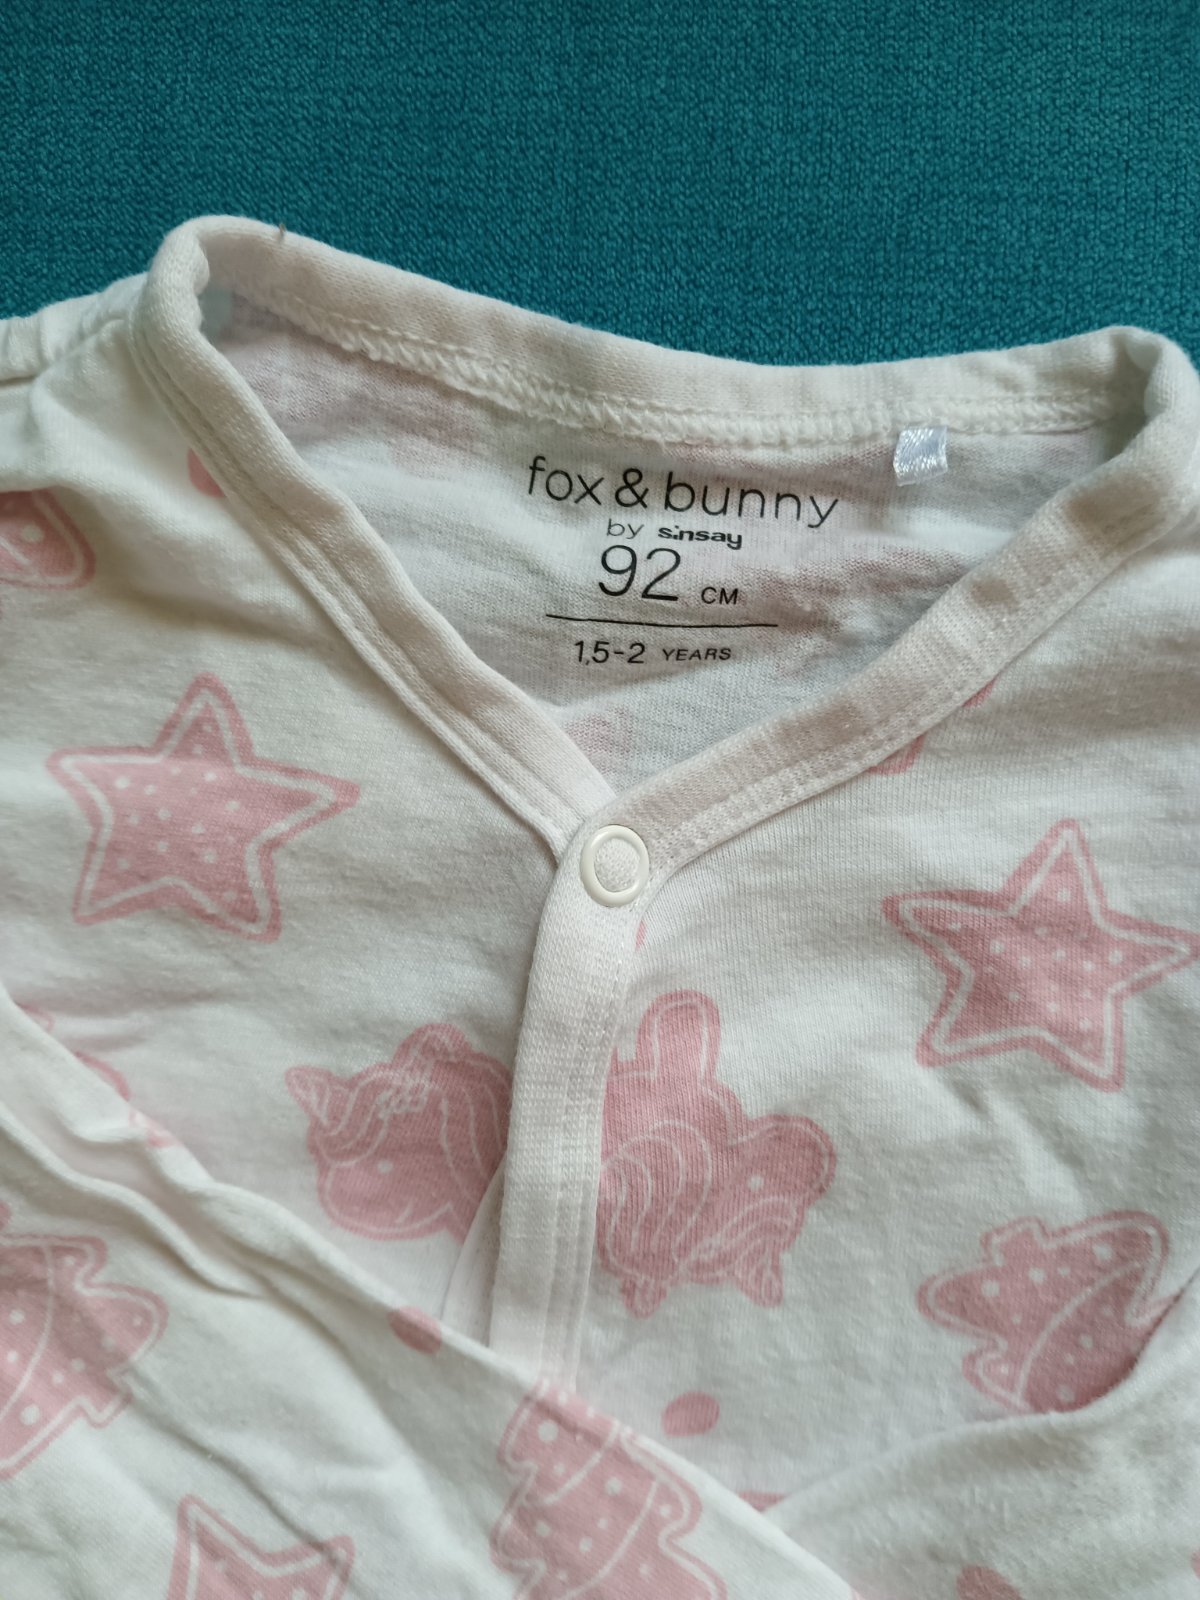 fox & bunny
by sinsay
92 CM
1,5-2 YEARS